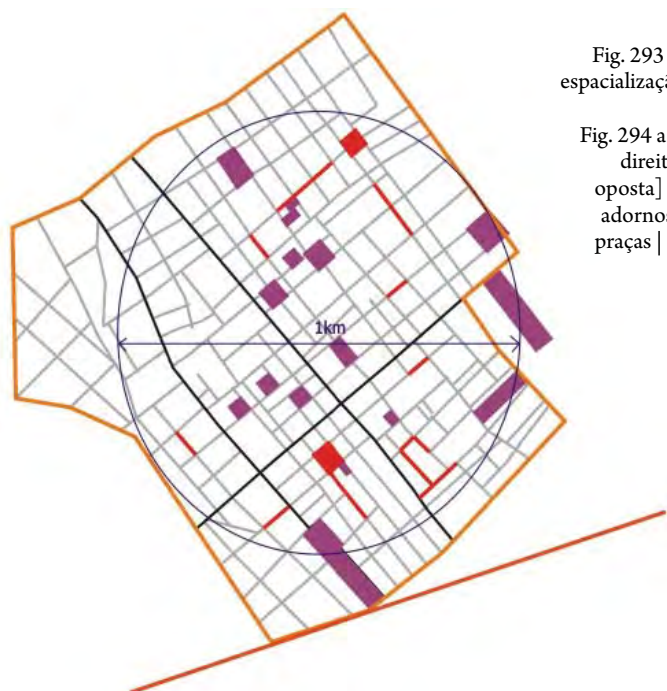 Fig. 293
espacializaçã
Fig. 294 a
direit
oposta]
adornos
praças |
1km